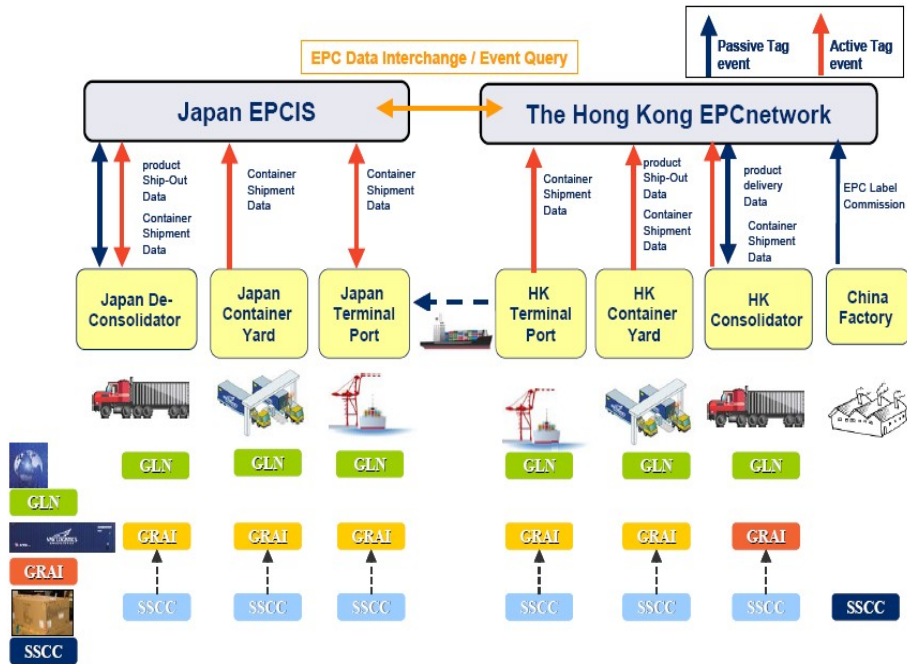 EPC Data Interchange / Event Query
Passive Tag
event
Active Tag
event
Japan EPCIS
The Hong Kong EPCnetwork
product
Ship-Out
Data
Container
Shipment
Data
Container
Shipment
Data
Container
Shipment
Data
Container
Shipment
Data
product
Ship-Out
Data
Container
Shipment
Data
product
delivery
Data
Container
Shipment
Data
EPC Label
Commission
Japan De-
Consolidator
Japan
Container
Yard
Japan
Terminal
Port
HK
Terminal
Port
HK
Container
Yard
HK
Consolidator
China
Factory
GLN
GLN
GLN
GLN
GLN
GLN
GLN
GRAI
GRAI
GRAI
GRAI
GRAI
GRAI
GRAI
SSCC
SSCC
SSCC
SSCC
SSCC
SSCC
SSCC
SSCC